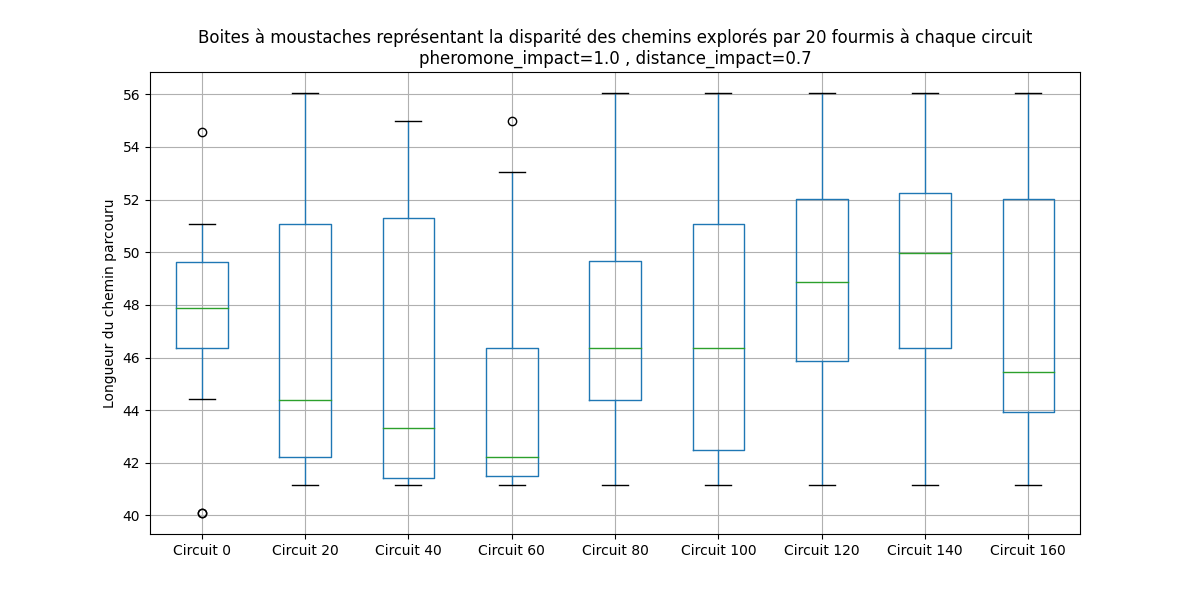 Boites à moustaches représentant la disparité des chemins explorés par 20 fourmis à chaque circuit
pheromone_impact=1.0 , distance_impact=0.7
Longueur du chemin parcouru
56
54
52
50
48
46
44
42
40
Circuit 0 Circuit 20 Circuit 40 Circuit 60 Circuit 80 Circuit 100 Circuit 120 Circuit 140 Circuit 160